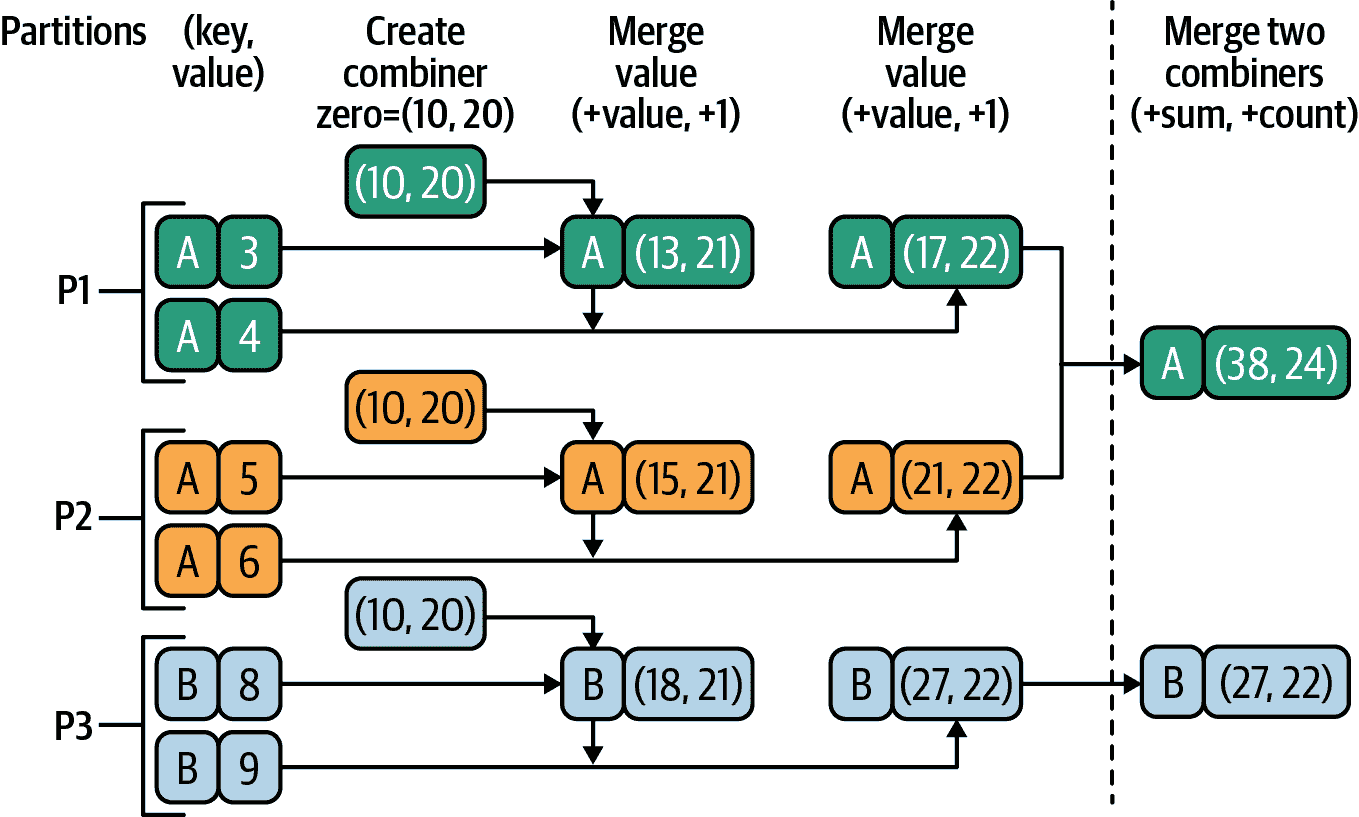 Partitions
(key,
value)
Create
combiner
zero=(10, 20)
Merge
value
(+value, +1)
Merge
value
(+value, +1)
Merge two
combiners
(+sum, +count)
(10, 20)
P1
A 3
A (13, 21)
A (17, 22)
A 4
A (38, 24)
(10, 20)
P2
A 5
A (15, 21)
A (21, 22)
A 6
(10, 20)
P3
B 8
B (18, 21)
B (27, 22)
B (27, 22)
B 9